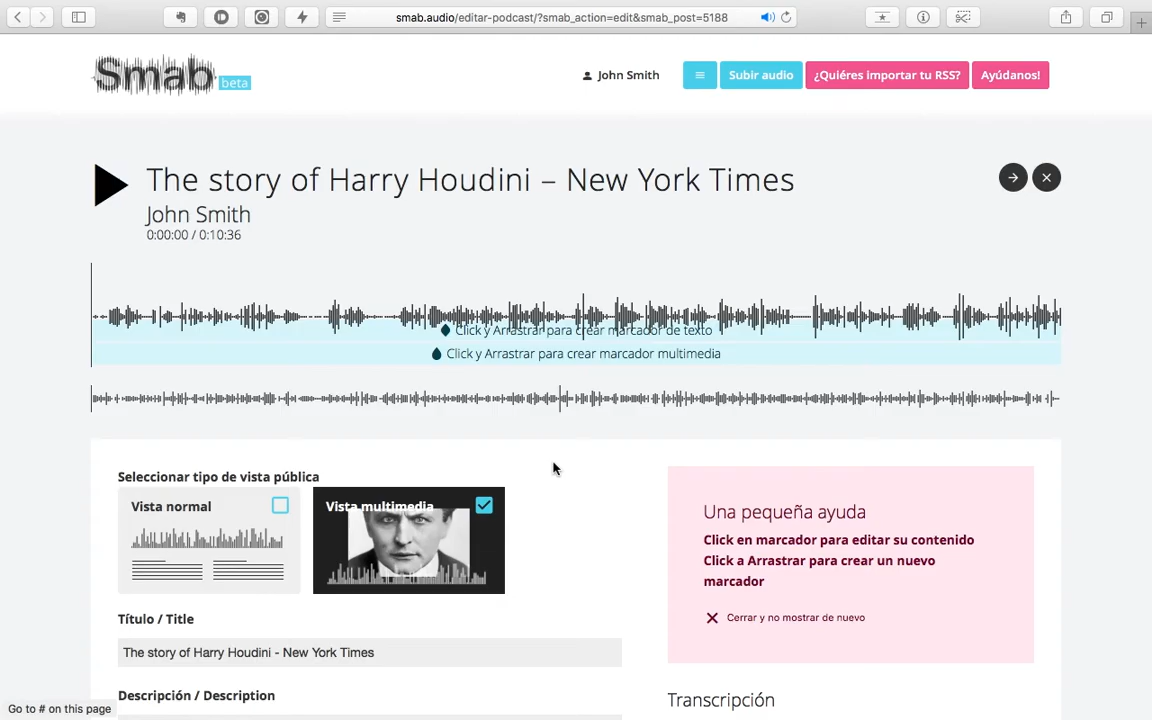 smab.audio/editar-podcast/?smab_action=edit&smab_post=5188
Smab beta
John Smith
Subir audio
¿Quiéres importar tu RSS?
Ayúdanos!
The story of Harry Houdini – New York Times
John Smith
0:00:00 / 0:10:36
Click y Arrastrar para crear marcador de texto
Click y Arrastrar para crear marcador multimedia
Seleccionar tipo de vista pública
Vista normal
Vista multimedia
Título / Title
The story of Harry Houdini - New York Times
Descripción / Description
Una pequeña ayuda
Click en marcador para editar su contenido
Click a Arrastrar para crear un nuevo
marcador
Cerrar y no mostrar de nuevo
Transcripción
Go to # on this page